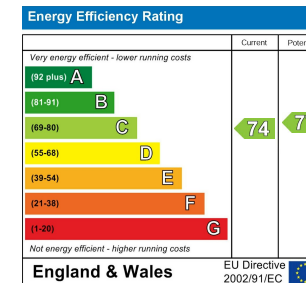 Energy Efficiency Rating
Current
Very energy efficient - lower running costs
(92 plus) A
(81-91) B
(69-80) C
74
(55-68) D
(39-54) E
(21-38) F
(1-20) G
Not energy efficient - higher running costs
England & Wales
EU Directive
2002/91/EC